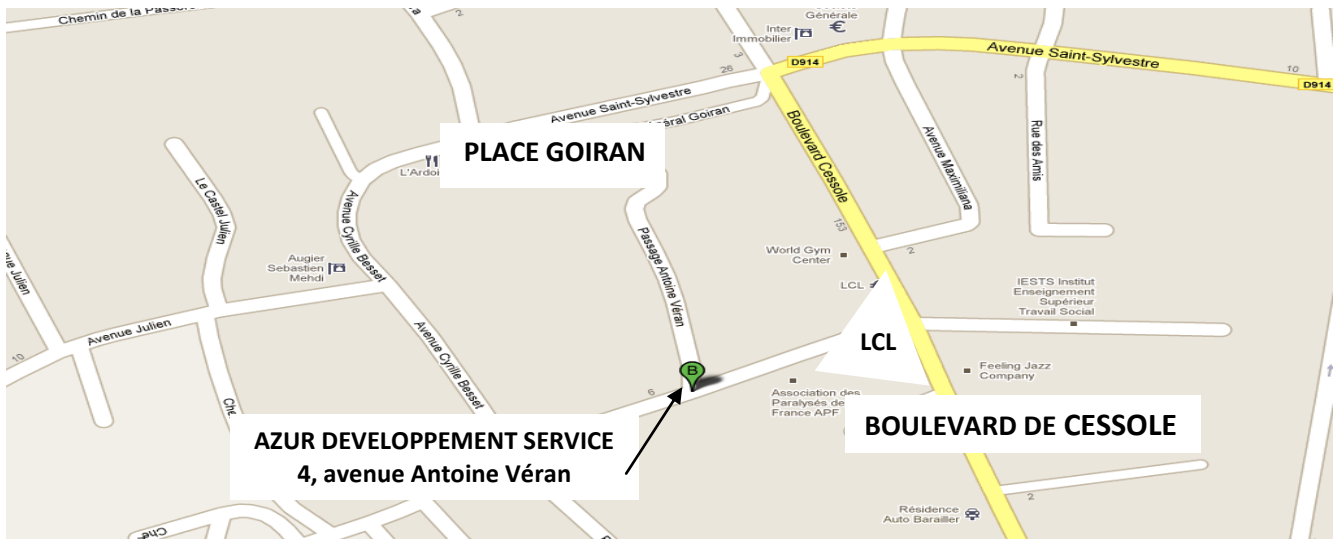 Chemin de la
Générale
Inter
Immobilier
D914
Avenue Saint-Sylvestre
10
D914
2
3
26
2
Avenue Saint-Sylvestre
Goiran
PLACE GOIRAN
Boulevard Cessole
Avenue Maximiliana
Rue des Amis
Le Castel Julien
Avenue Cyrille Besset
Passage Antoine Véran
153
2
World Gym
Center
LCL
Augier
Sebastien
Mehdi
IESTS Institut
Enseignement
Supérieur
Travail Social
Julien
Avenue Julien
10
Avenue Cyrille Besset
LCL
B
6
Feeling Jazz
Company
Association des
Paralysés de
France APF
AZUR DEVELOPPEMENT SERVICE
4, avenue Antoine Véran
BOULEVARD DE CESSOLE
2
Résidence
Auto Barailler